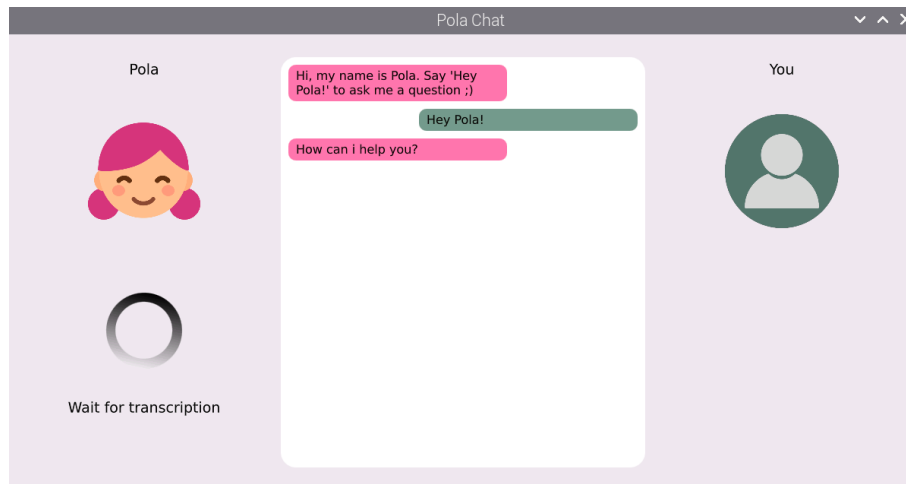 Pola Chat
Pola
You
Hi, my name is Pola. Say 'Hey
Pola!' to ask me a question ;)
Hey Pola!
How can i help you?
Wait for transcription